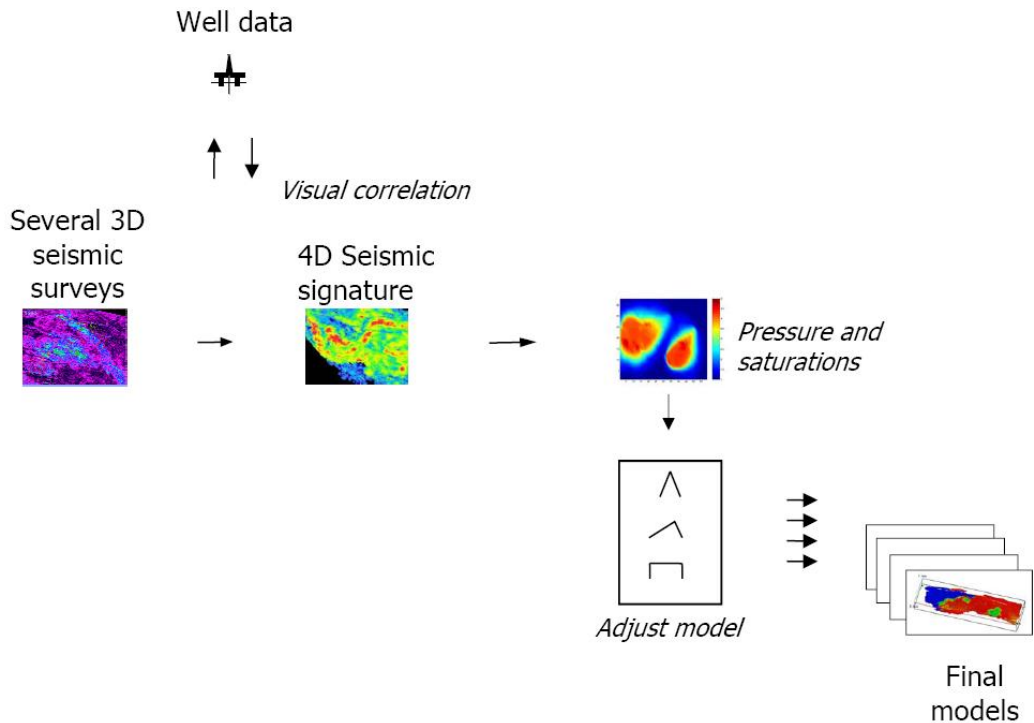 Well data
Visual correlation
Several 3D
seismic
surveys
4D Seismic
signature
Pressure and
saturations
Adjust model
Final
models